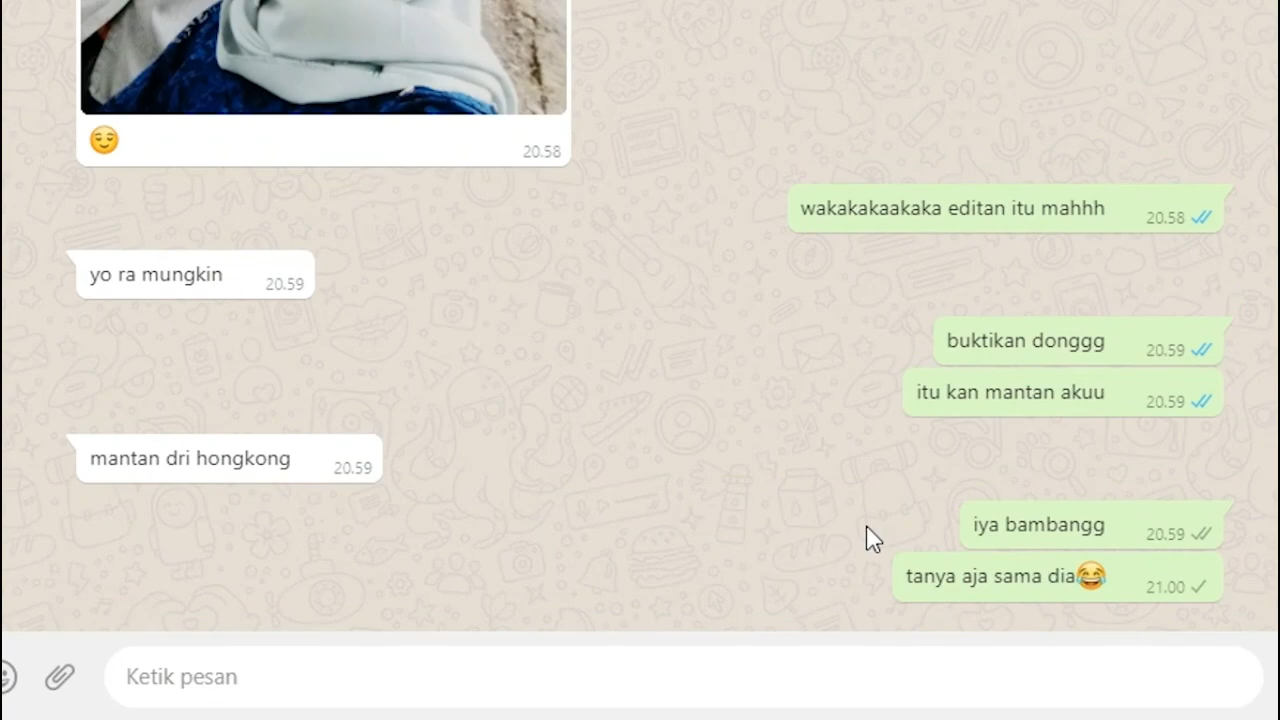 😌
20.58
wakakakaakaka editan itu mahhh
20.58
yo ra mungkin
20.59
buktikan donggg
20.59
itu kan mantan akuu
20.59
mantan dri hongkong
20.59
iya bambangg
20.59
tanya aja sama dia😂
21.00
Ketik pesan